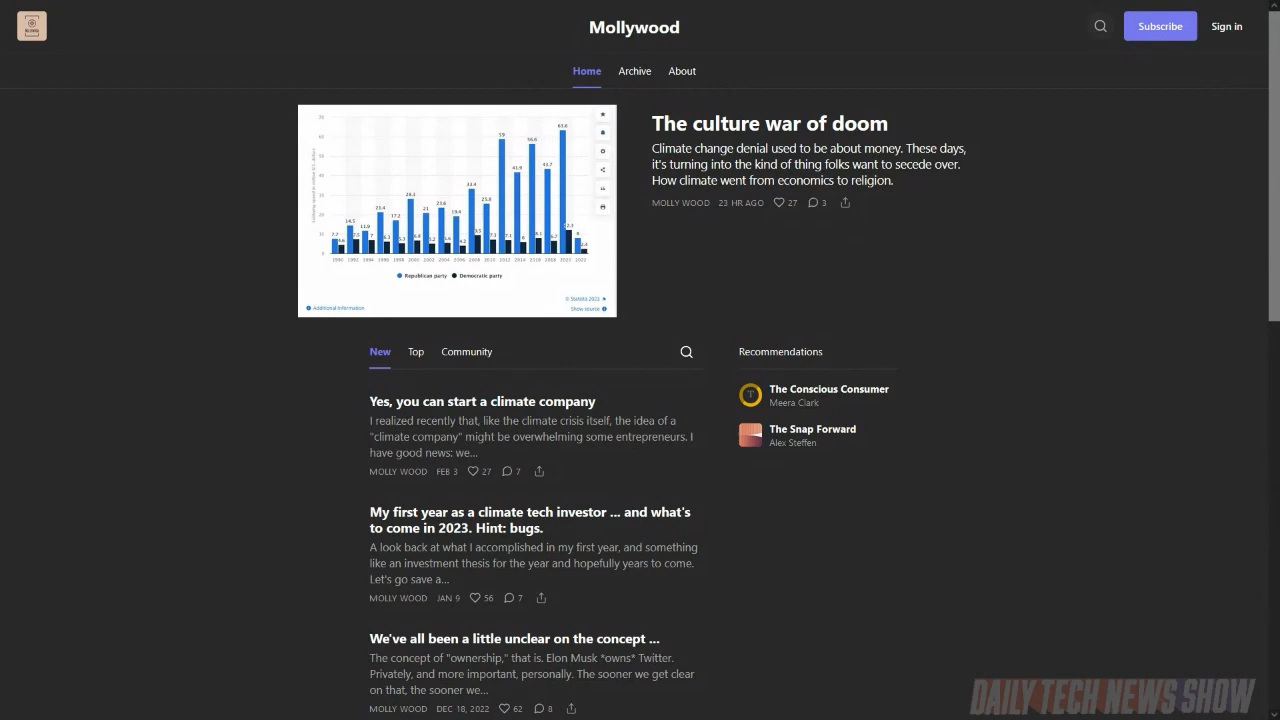 Mollywood
Subscribe
Sign in
Home
Archive
About
The culture war of doom
Climate change denial used to be about money. These days,
it's turning into the kind of thing folks want to secede over.
How climate went from economics to religion.
MOLLY WOOD 23 HR AGO 27 3
Republican party Democratic party
© Statista 2023
Additional Information
Show source
New
Top
Community
Yes, you can start a climate company
I realized recently that, like the climate crisis itself, the idea of a
"climate company" might be overwhelming some entrepreneurs. I
have good news: we...
MOLLY WOOD FEB 3 27 7
My first year as a climate tech investor ... and what's
to come in 2023. Hint: bugs.
A look back at what I accomplished in my first year, and something
like an investment thesis for the year and hopefully years to come.
Let's go save a...
MOLLY WOOD JAN 9 56 7
We've all been a little unclear on the concept ...
The concept of "ownership," that is. Elon Musk *owns* Twitter.
Privately, and more important, personally. The sooner we get clear
on that, the sooner we...
MOLLY WOOD DEC 18, 2022 62 8
Recommendations
The Conscious Consumer
Meera Clark
The Snap Forward
Alex Steffen
DAILY TECH NEWS SHOW